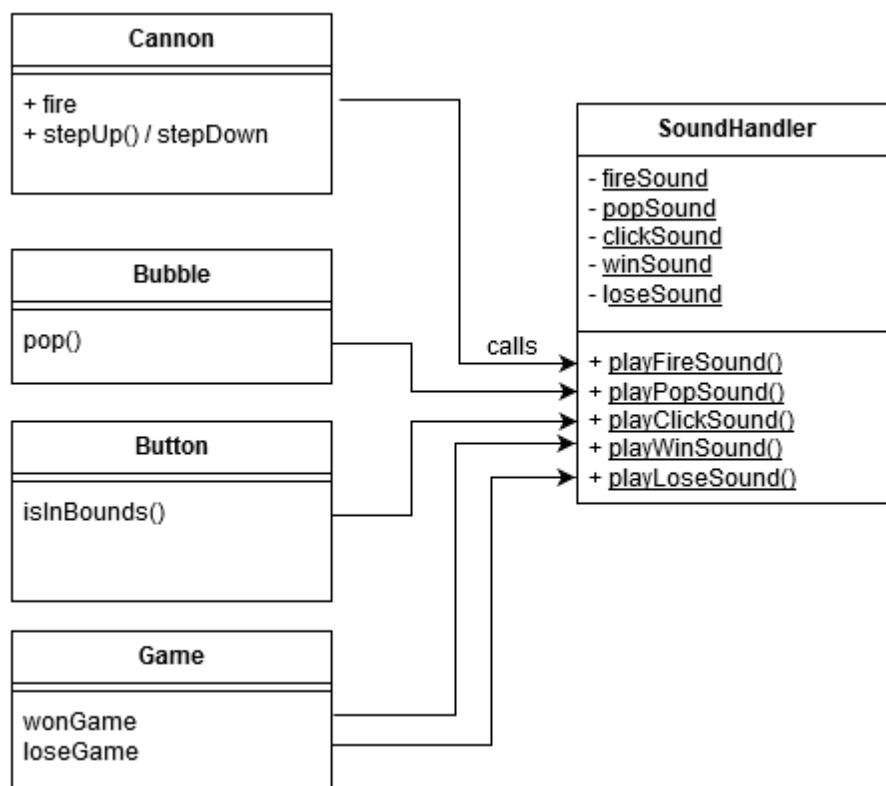 Cannon
+ fire
+ stepUp() / stepDown
Bubble
pop()
Button
isInBounds()
Game
wonGame
loseGame
calls
SoundHandler
- fireSound
- popSound
- clickSound
- winSound
- loseSound
+ playFireSound()
+ playPopSound()
+ playClickSound()
+ playWinSound()
+ playLoseSound()